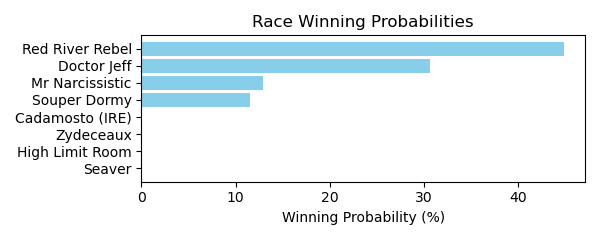 Race Winning Probabilities
Red River Rebel
Doctor Jeff
Mr Narcissistic
Souper Dormy
Cadamosto (IRE)
Zydeceaux
High Limit Room
Seaver
0 10 20 30 40
Winning Probability (%)